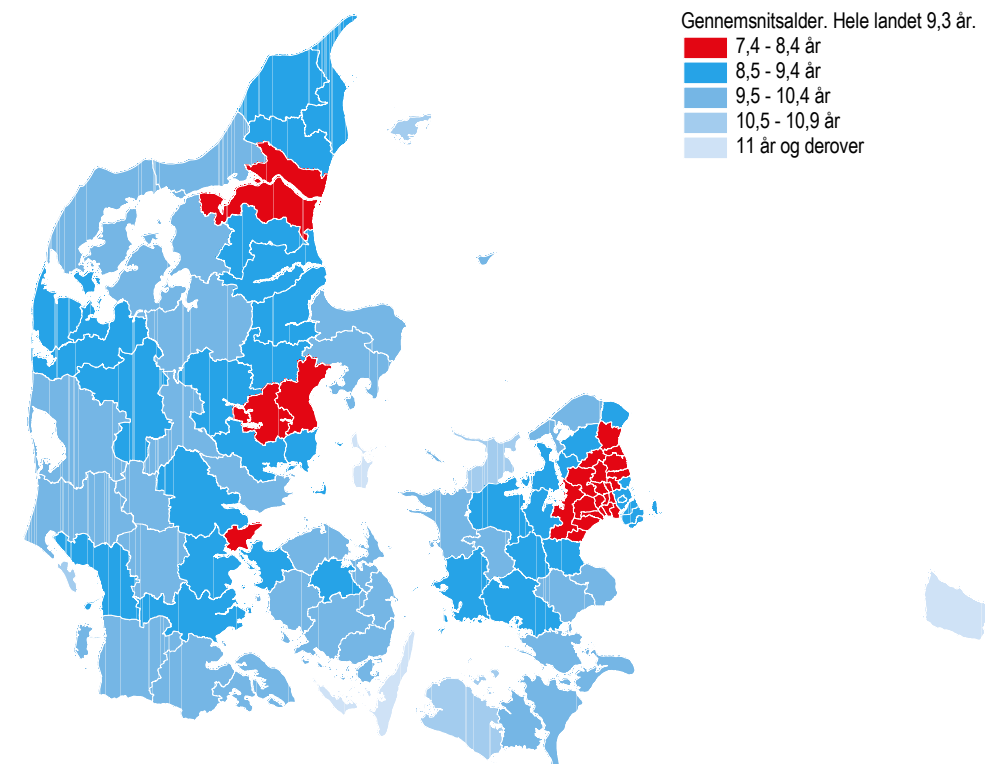 Gennemsnitsalder. Hele landet 9,3 år.
7,4 - 8,4 år
8,5 - 9,4 år
9,5 - 10,4 år
10,5 - 10,9 år
11 år og derover